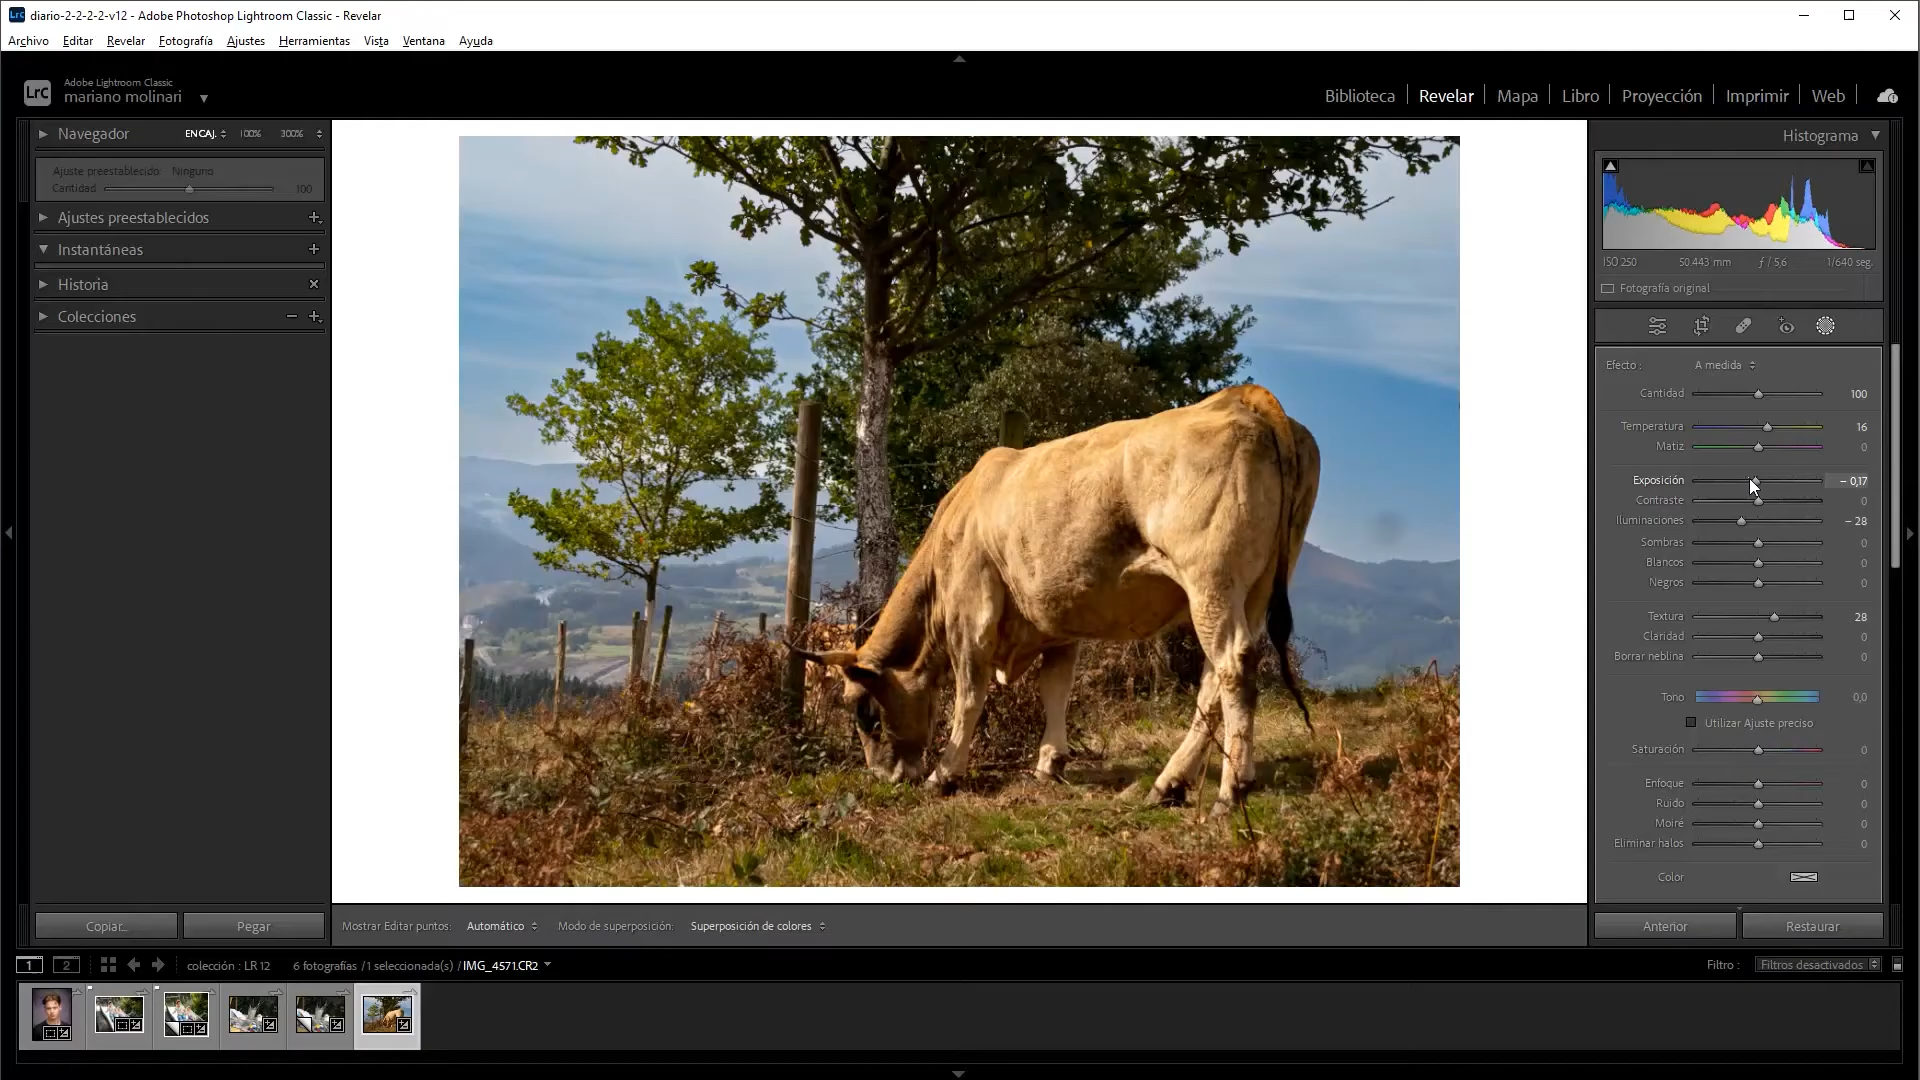 diario-2-2-2-2-v12 - Adobe Photoshop Lightroom Classic - Revelar
Archivo Editar Revelar Fotografía Ajustes Herramientas Vista Ventana Ayuda
LrC
Adobe Lightroom Classic
mariano molinari
Biblioteca Revelar Mapa Libro Proyección Imprimir Web
Navegador ENCAJ. 100% 300%
Ajuste preestablecido: Ninguno
Cantidad 100
Ajustes preestablecidos
Instantáneas
Historia
Colecciones
Copiar... Pegar
Mostrar Editar puntos: Automático Modo de superposición: Superposición de colores
Histograma
ISO 250 50.443 mm ƒ / 5,6 1/640 seg.
Fotografía original
Efecto : A medida
Cantidad 100
Temperatura 16
Matiz 0
Exposición – 0,17
Contraste 0
Iluminaciones – 28
Sombras 0
Blancos 0
Negros 0
Textura 28
Claridad 0
Borrar neblina 0
Tono 0,0
Utilizar Ajuste preciso
Saturación 0
Enfoque 0
Ruido 0
Moiré 0
Eliminar halos 0
Color
Anterior Restaurar
1 2 colección : LR 12 6 fotografías /1 seleccionada(s) /IMG_4571.CR2 Filtro : Filtros desactivados